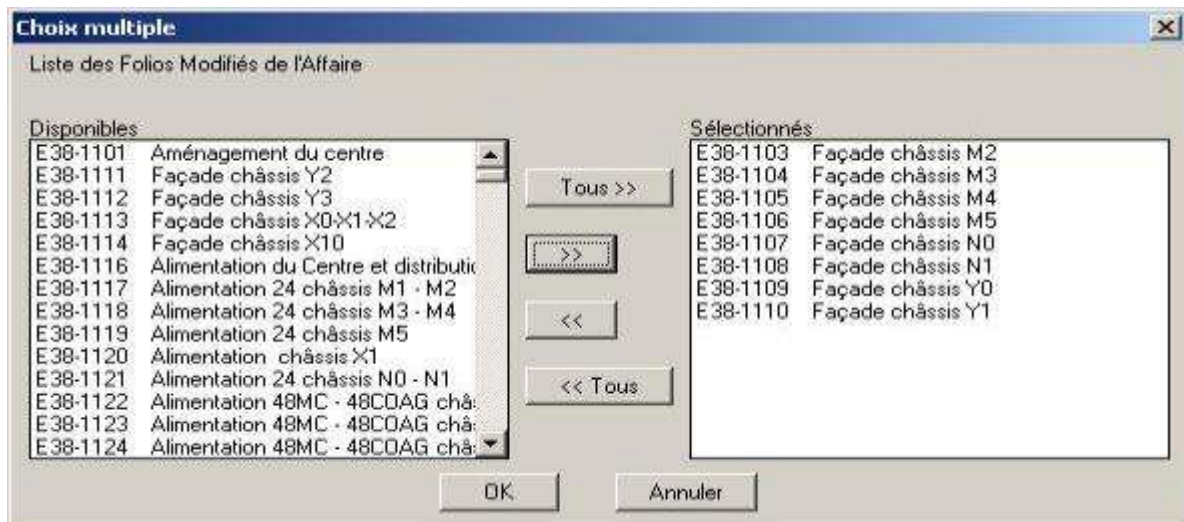 Choix multiple
Liste des Folios Modifiés de l'Affaire
Disponibles
E38-1101 Aménagement du centre
E38-1111 Façade châssis Y2
E38-1112 Façade châssis Y3
E38-1113 Façade châssis X0-X1-X2
E38-1114 Façade châssis X10
E38-1116 Alimentation du Centre et distributic
E38-1117 Alimentation 24 châssis M1 - M2
E38-1118 Alimentation 24 châssis M3 - M4
E38-1119 Alimentation 24 châssis M5
E38-1120 Alimentation châssis X1
E38-1121 Alimentation 24 châssis N0 - N1
E38-1122 Alimentation 48MC - 48COAG châ
E38-1123 Alimentation 48MC - 48COAG châ
E38-1124 Alimentation 48MC - 48COAG châ
Tous >>
>>
<<
<< Tous
Sélectionnés
E38-1103 Façade châssis M2
E38-1104 Façade châssis M3
E38-1105 Façade châssis M4
E38-1106 Façade châssis M5
E38-1107 Façade châssis N0
E38-1108 Façade châssis N1
E38-1109 Façade châssis Y0
E38-1110 Façade châssis Y1
OK
Annuler